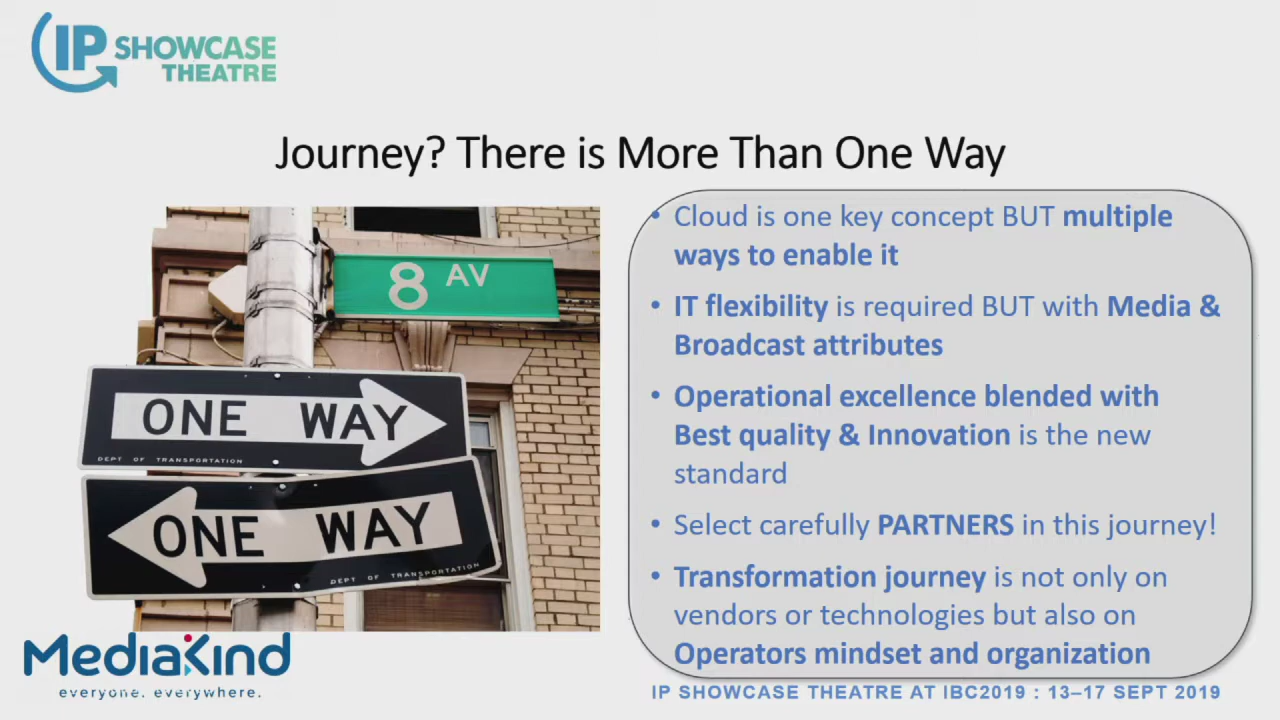 IP SHOWCASE
THEATRE
Journey? There is More Than One Way
8 AV
ONE WAY
DEPT OF TRANSPORTATION
ONE WAY
DEPT OF TRANSPORTATION
• Cloud is one key concept BUT multiple
ways to enable it
• IT flexibility is required BUT with Media &
Broadcast attributes
• Operational excellence blended with
Best quality & Innovation is the new
standard
• Select carefully PARTNERS in this journey!
• Transformation journey is not only on
vendors or technologies but also on
Operators mindset and organization
MediaKind
everyone. everywhere.
IP SHOWCASE THEATRE AT IBC2019 : 13–17 SEPT 2019